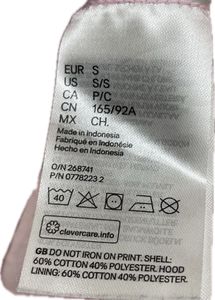 EUR S
US S/S
CA P/C
CN 165/92A
MX CH.
Made in Indonesia
Fabriqué en Indonésie
Hecho en Indonesia
O/N 268741
P/N 0778223 2
40
clevercare.info
GB DO NOT IRON ON PRINT. SHELL:
60% COTTON 40% POLYESTER. HOOD
LINING: 60% COTTON 40% POLYESTER